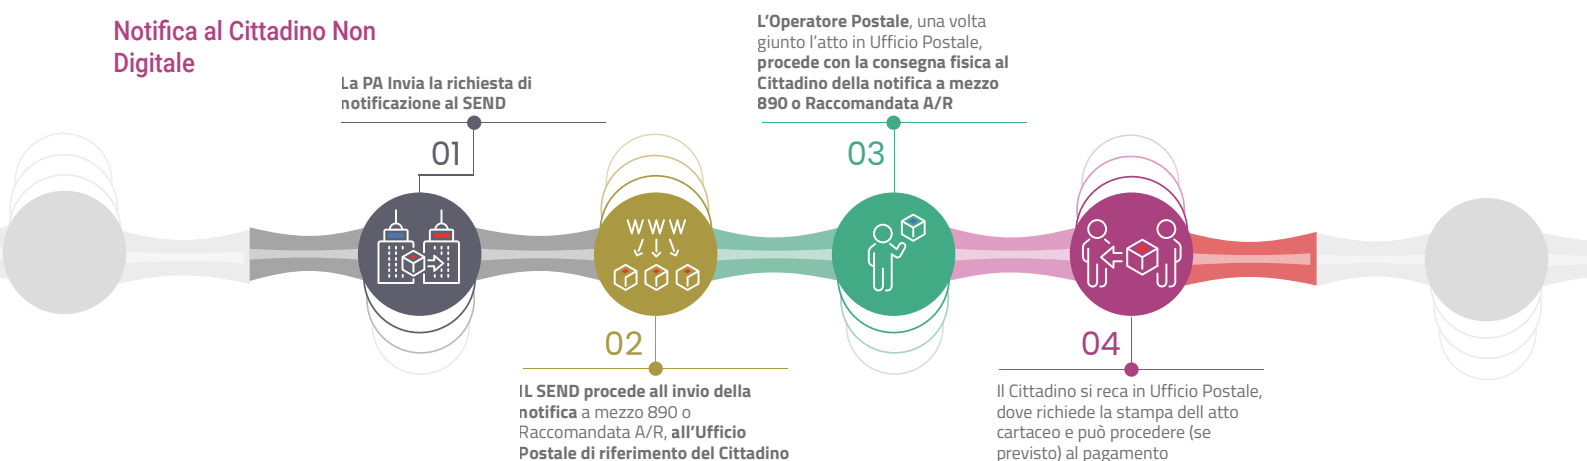 Notifica al Cittadino Non
Digitale
La PA Invia la richiesta di
notificazione al SEND
01
WWW
02
IL SEND procede all invio della
notifica a mezzo 890 o
Raccomandata A/R, all’Ufficio
Postale di riferimento del Cittadino
L’Operatore Postale, una volta
giunto l’atto in Ufficio Postale,
procede con la consegna fisica al
Cittadino della notifica a mezzo
890 o Raccomandata A/R
03
04
Il Cittadino si reca in Ufficio Postale,
dove richiede la stampa dell atto
cartaceo e può procedere (se
previsto) al pagamento